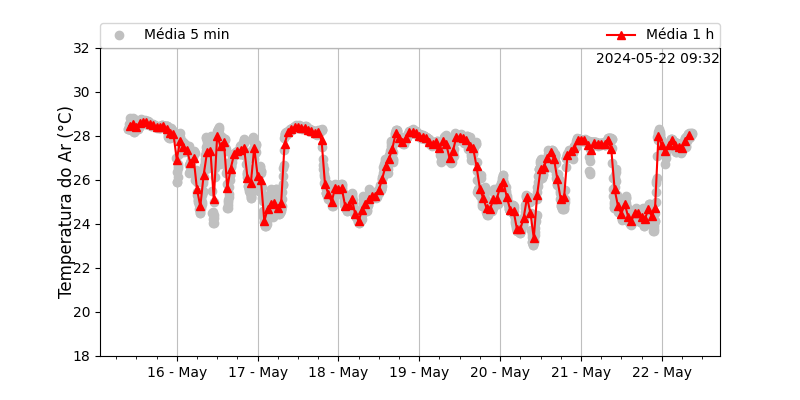 Média 5 min
Média 1 h
2024-05-22 09:32
Temperatura do Ar (°C)
32
30
28
26
24
22
20
18
16 - May
17 - May
18 - May
19 - May
20 - May
21 - May
22 - May